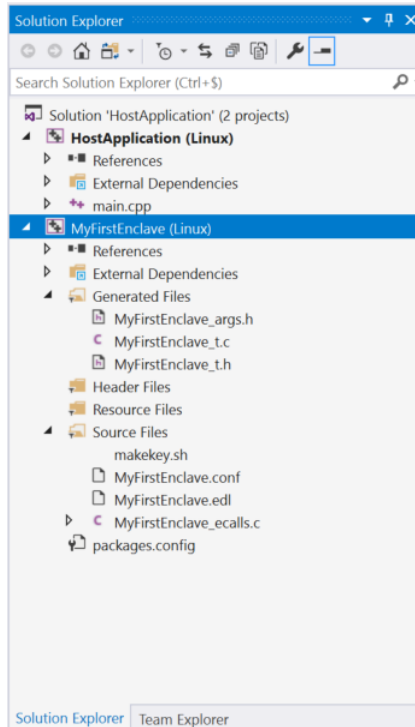 Solution Explorer
Search Solution Explorer (Ctrl+$)
Solution 'HostApplication' (2 projects)
HostApplication (Linux)
References
External Dependencies
main.cpp
MyFirstEnclave (Linux)
References
External Dependencies
Generated Files
MyFirstEnclave_args.h
MyFirstEnclave_t.c
MyFirstEnclave_t.h
Header Files
Resource Files
Source Files
makekey.sh
MyFirstEnclave.conf
MyFirstEnclave.edl
MyFirstEnclave_ecalls.c
packages.config
Solution Explorer Team Explorer